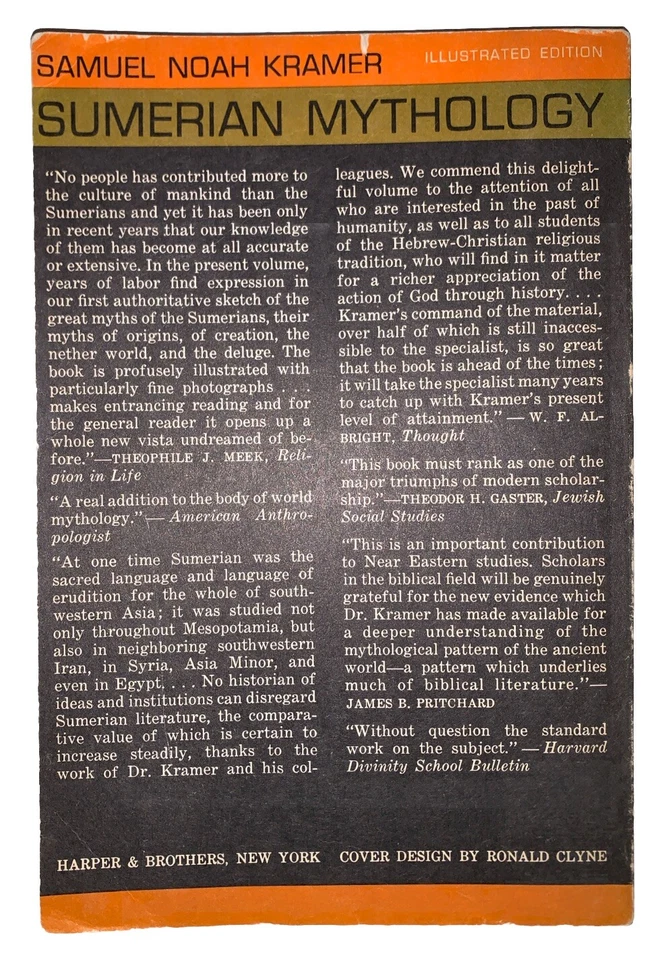 SAMUEL NOAH KRAMER ILLUSTRATED EDITION
SUMERIAN MYTHOLOGY
“No people has contributed more to
the culture of mankind than the
Sumerians and yet it has been only
in recent years that our knowledge
of them has become at all accurate
or extensive. In the present volume,
years of labor find expression in
our first authoritative sketch of the
great myths of the Sumerians, their
myths of origins, of creation, the
nether world, and the deluge. The
book is profusely illustrated with
particularly fine photographs . . .
makes entrancing reading and for
the general reader it opens up a
whole new vista undreamed of be-
fore.”—THEOPHILE J. MEEK, Reli-
gion in Life
“A real addition to the body of world
mythology.”— American Anthro-
pologist
“At one time Sumerian was the
sacred language and language of
erudition for the whole of south-
western Asia; it was studied not
only throughout Mesopotamia, but
also in neighboring southwestern
Iran, in Syria, Asia Minor, and
even in Egypt. . . . No historian of
ideas and institutions can disregard
Sumerian literature, the compara-
tive value of which is certain to
increase steadily, thanks to the
work of Dr. Kramer and his col-
leagues. We commend this delight-
ful volume to the attention of all
who are interested in the past of
humanity, as well as to all students
of the Hebrew-Christian religious
tradition, who will find in it matter
for a richer appreciation of the
action of God through history. . . .
Kramer’s command of the material,
over half of which is still inacces-
sible to the specialist, is so great
that the book is ahead of the times;
it will take the specialist many years
to catch up with Kramer’s present
level of attainment.” — W. F. AL-
BRIGHT, Thought
“This book must rank as one of the
major triumphs of modern scholar-
ship.”—THEODOR H. GASTER, Jewish
Social Studies
“This is an important contribution
to Near Eastern studies. Scholars
in the biblical field will be genuinely
grateful for the new evidence which
Dr. Kramer has made available for
a deeper understanding of the
mythological pattern of the ancient
world—a pattern which underlies
much of biblical literature.”—
JAMES B. PRITCHARD
“Without question the standard
work on the subject.” — Harvard
Divinity School Bulletin
HARPER & BROTHERS, NEW YORK COVER DESIGN BY RONALD CLYNE